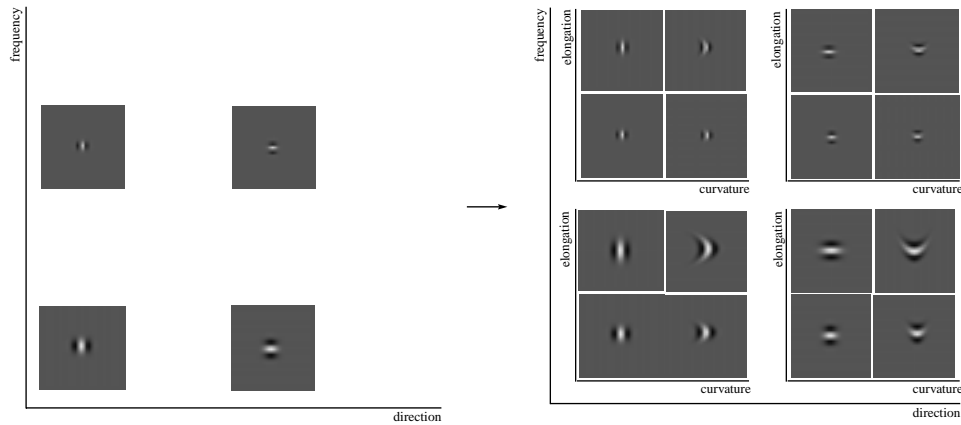 frequency
direction
frequency
elongation
curvature
elongation
curvature
elongation
curvature
elongation
curvature
direction